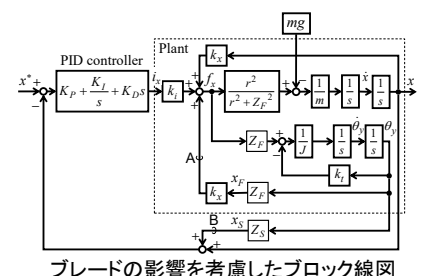 mg
Plant
PID controller
k_x
x* + − K_P + K_I/s + K_D s i_x k_i + + + f_x r²/(r² + Z_F²) + − 1/m 1/s ẋ 1/s x
Z_F + − 1/J 1/s θ̇_y 1/s θ_y
A
k_t
k_x x_F Z_F
B x_S Z_S
+ +
ブレードの影響を考慮したブロック線図